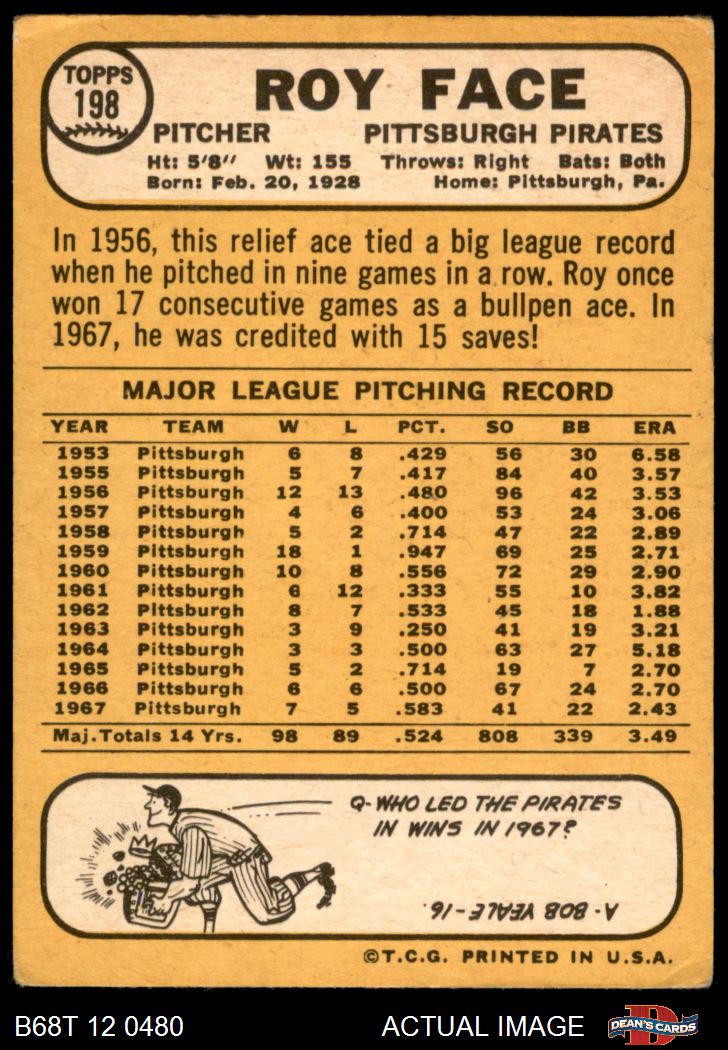 TOPPS
198
ROY FACE
PITCHER PITTSBURGH PIRATES
Ht: 5'8" Wt: 155 Throws: Right Bats: Both
Born: Feb. 20, 1928 Home: Pittsburgh, Pa.
In 1956, this relief ace tied a big league record
when he pitched in nine games in a row. Roy once
won 17 consecutive games as a bullpen ace. In
1967, he was credited with 15 saves!
MAJOR LEAGUE PITCHING RECORD
YEAR TEAM W L PCT. SO BB ERA
1953 Pittsburgh 6 8 .429 56 30 6.58
1955 Pittsburgh 5 7 .417 84 40 3.57
1956 Pittsburgh 12 13 .480 96 42 3.53
1957 Pittsburgh 4 6 .400 53 24 3.06
1958 Pittsburgh 5 2 .714 47 22 2.89
1959 Pittsburgh 18 1 .947 69 25 2.71
1960 Pittsburgh 10 8 .556 72 29 2.90
1961 Pittsburgh 6 12 .333 55 10 3.82
1962 Pittsburgh 8 7 .533 45 18 1.88
1963 Pittsburgh 3 9 .250 41 19 3.21
1964 Pittsburgh 3 3 .500 63 27 5.18
1965 Pittsburgh 5 2 .714 19 7 2.70
1966 Pittsburgh 6 6 .500 67 24 2.70
1967 Pittsburgh 7 5 .583 41 22 2.43
Maj. Totals 14 Yrs. 98 89 .524 808 339 3.49
Q-WHO LED THE PIRATES
IN WINS IN 1967?
A-BOB VEALE-16.
©T.C.G. PRINTED IN U.S.A.
B68T 12 0480 ACTUAL IMAGE D DEAN'S CARDS